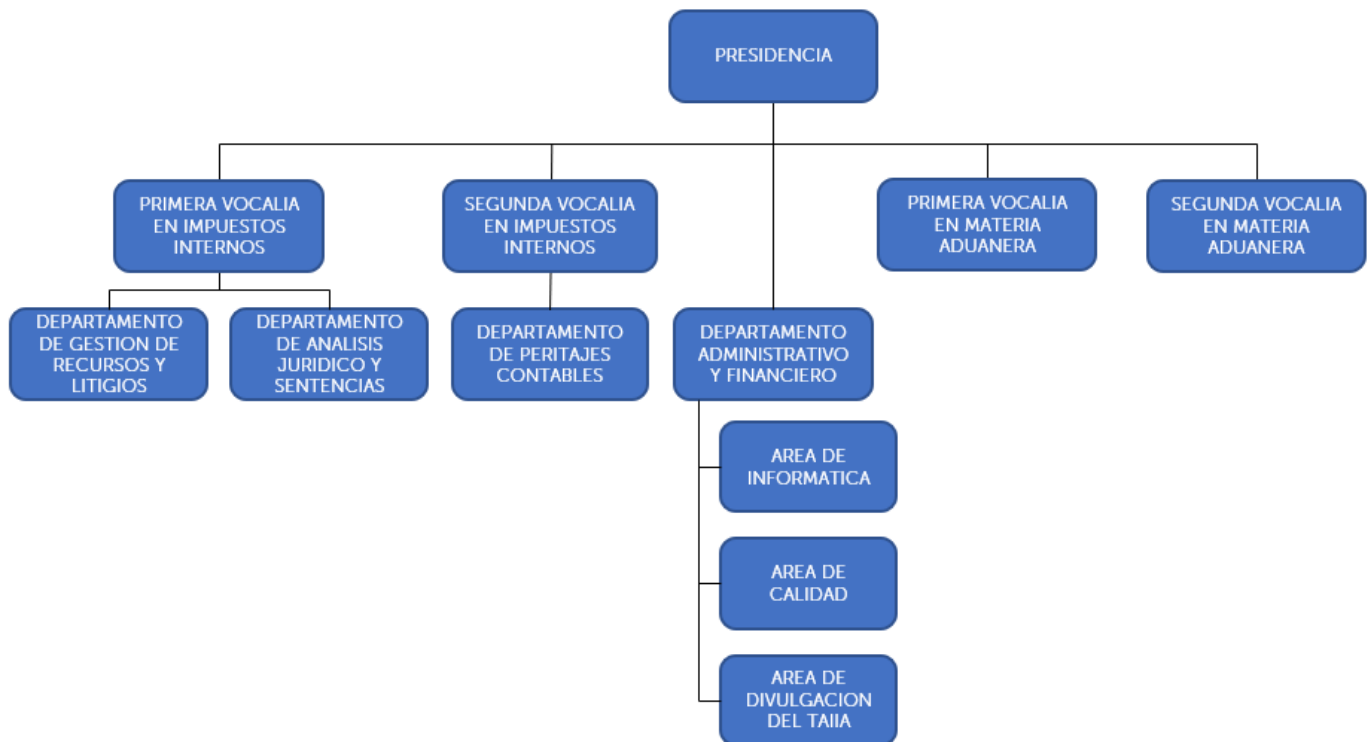 PRESIDENCIA
PRIMERA VOCALIA
EN IMPUESTOS
INTERNOS
SEGUNDA VOCALIA
EN IMPUESTOS
INTERNOS
PRIMERA VOCALIA
EN MATERIA
ADUANERA
SEGUNDA VOCALIA
EN MATERIA
ADUANERA
DEPARTAMENTO
DE GESTION DE
RECURSOS Y
LITIGIOS
DEPARTAMENTO
DE ANALISIS
JURIDICO Y
SENTENCIAS
DEPARTAMENTO
DE PERITAJES
CONTABLES
DEPARTAMENTO
ADMINISTRATIVO
Y FINANCIERO
AREA DE
INFORMATICA
AREA DE
CALIDAD
AREA DE
DIVULGACION
DEL TAIIA